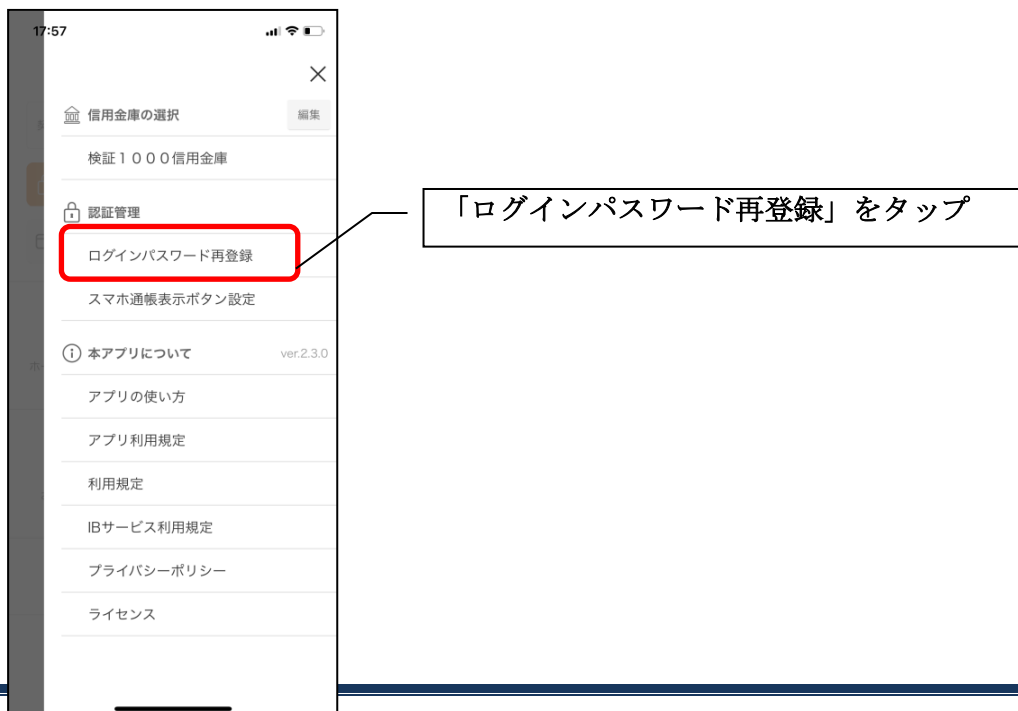 17:57
信用金庫の選択 編集
検証１０００信用金庫
認証管理
ログインパスワード再登録
「ログインパスワード再登録」をタップ
スマホ通帳表示ボタン設定
本アプリについて ver.2.3.0
アプリの使い方
アプリ利用規定
利用規定
IBサービス利用規定
プライバシーポリシー
ライセンス